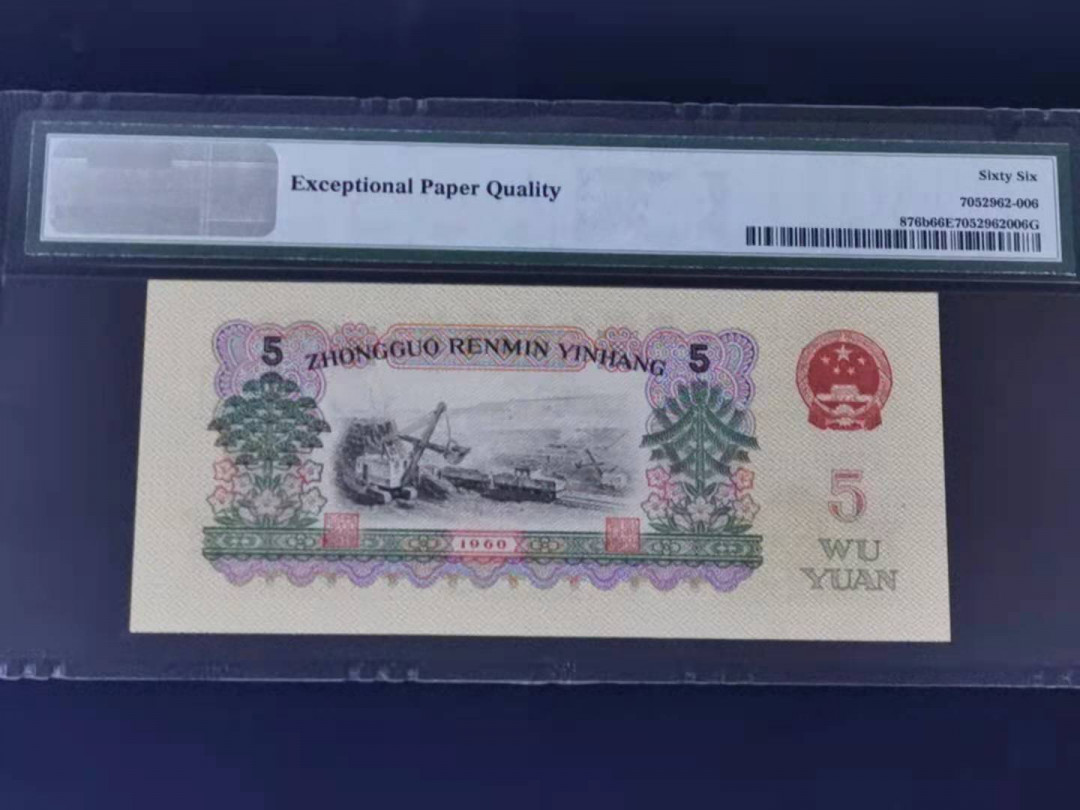 Exceptional Paper Quality
Sixty Six
7052962-006
876b66E7052962006G
5 ZHONGGUO RENMIN YINHANG 5
1960
5
WU
YUAN